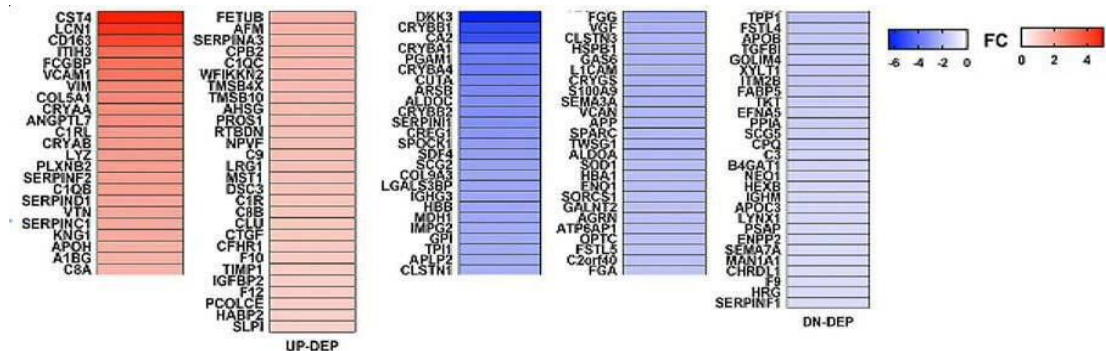 CST4
LCN1
CD163
ITIH3
FCGBP
VCAM1
VIM
COL5A1
CRYAA
ANGPTL7
C1RL
CRYAB
LYZ
PLXNB2
SERPINF2
C1QB
SERPIND1
VTN
SERPINC1
KNG1
APOH
A1BG
C8A
FETUB
AFM
SERPINA3
CPB2
C1QC
WFIKKN2
TMSB4X
TMSB10
AHSG
PROS1
RTBDN
NPVF
C9
LRG1
MST1
DSC3
C1R
C8B
CLU
CTGF
CFHR1
F10
TIMP1
IGFBP2
F12
PCOLCE
HABP2
SLPI
UP-DEP
DKK3
CRYBB1
CA2
CRYBA1
PGAM1
CRYBA4
CUTA
ARSB
ALDOC
CRYBB2
SERPINI1
CREG1
SPOCK1
SDF4
SCG2
COL9A3
LGALS3BP
IGHG3
HBB
MDH1
IMPG2
GPI
TPI1
APLP2
CLSTN1
FGG
VGF
CLSTN3
HSPB1
GAS6
L1CAM
CRYGS
S100A9
SEMA3A
VCAN
APP
SPARC
TWSG1
ALDOA
SOD1
HBA1
ENO1
SORCS1
GALNT2
AGRN
ATP6AP1
OPTC
FSTL5
C2orf40
FGA
TPP1
FSTL4
APOB
TGFBI
GOLIM4
XYLT1
ITM2B
FABP5
TKT
EFNA5
PPIA
SCG5
CPQ
C3
B4GAT1
NEO1
HEXB
IGHM
APOC3
LYNX1
PSAP
ENPP2
SEMA7A
MAN1A1
CHRDL1
F9
HRG
SERPINF1
DN-DEP
FC
-6 -4 -2 0
0 2 4